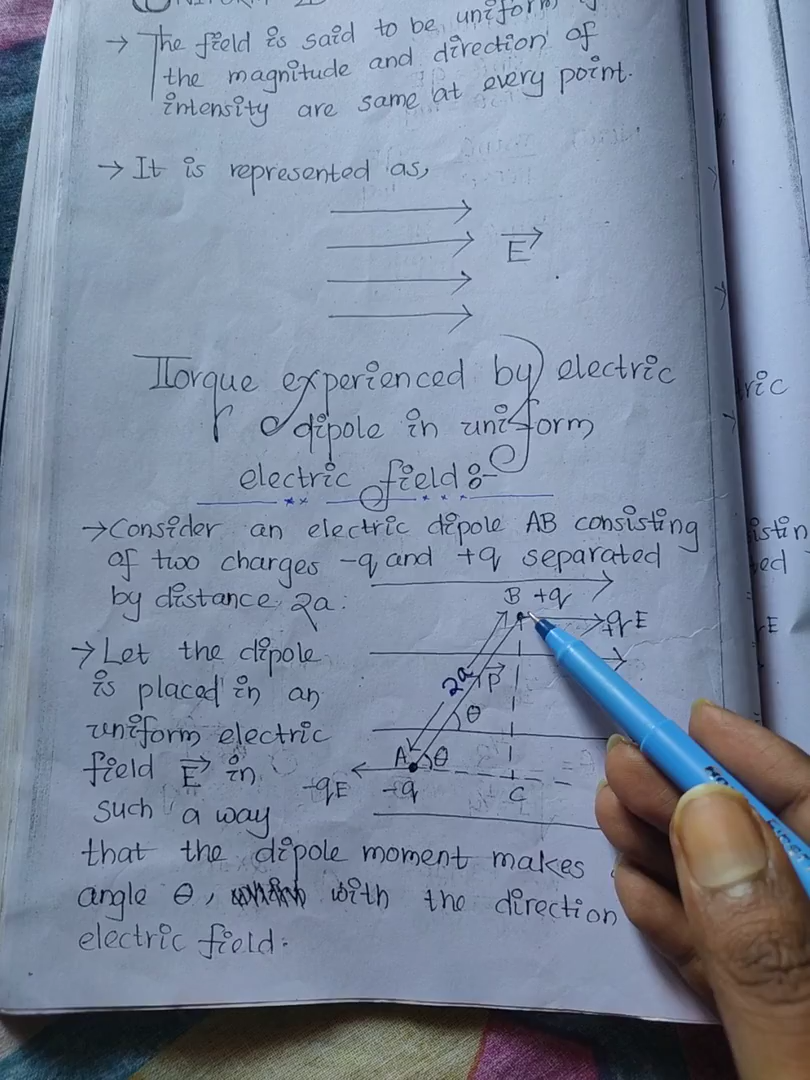 The field is said to be uniform
→ the magnitude and direction of
intensity are same at every point.
→ It is represented as,
E
Torque experienced by electric
dipole in uniform
electric field :-
→ Consider an electric dipole AB consisting
of two charges -q and +q separated
by distance 2a.
B +q
+qE
→ Let the dipole
is placed in an
uniform electric
field E in
such a way
2a
P
θ
A θ
-qE
-q
C
that the dipole moment makes
angle θ, with the direction
electric field.
ric
istin
ed
E